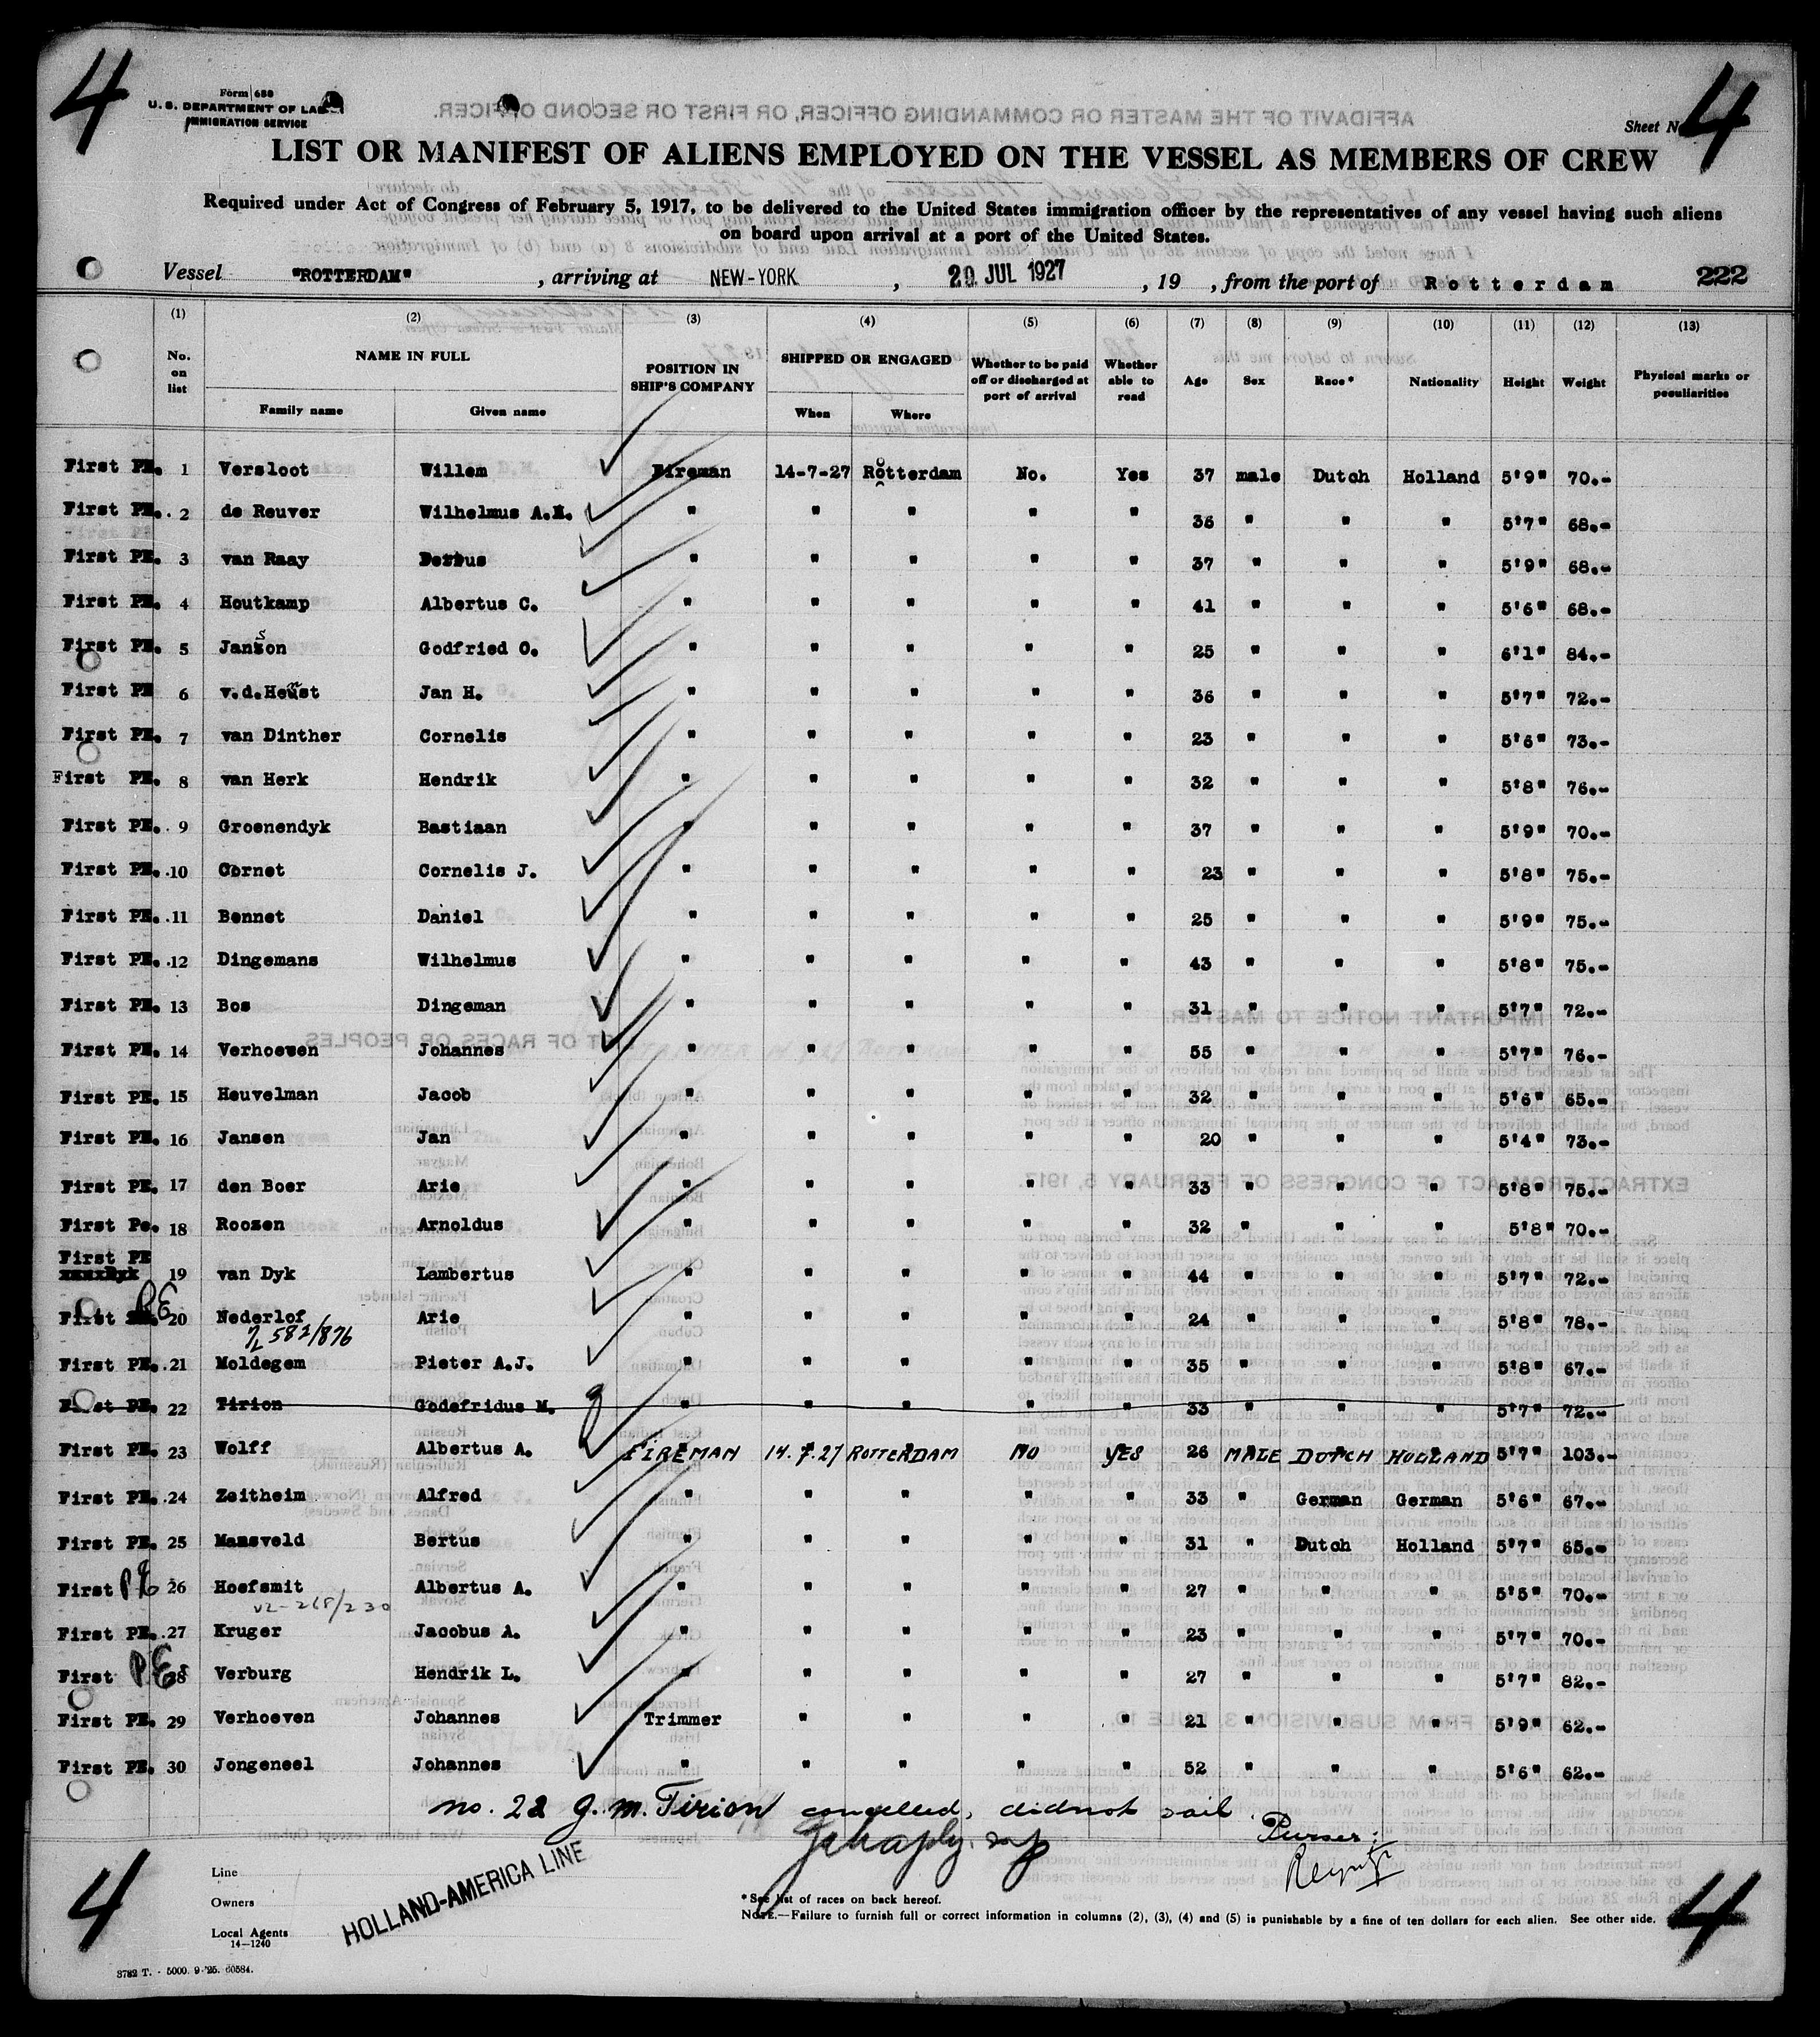 4
4
Form 680
U. S. DEPARTMENT OF LAB
IMMIGRATION SERVICE
Sheet N
LIST OR MANIFEST OF ALIENS EMPLOYED ON THE VESSEL AS MEMBERS OF CREW
Required under Act of Congress of February 5, 1917, to be delivered to the United States immigration officer by the representatives of any vessel having such aliens
on board upon arrival at a port of the United States.
Vessel "ROTTERDAM" , arriving at NEW-YORK , 20 JUL 1927 , 19 , from the port of Rotterdam 222
(1) (2) (3) (4) (5) (6) (7) (8) (9) (10) (11) (12) (13)
No. on list NAME IN FULL Family name Given name POSITION IN SHIP'S COMPANY SHIPPED OR ENGAGED When Where Whether to be paid off or discharged at port of arrival Whether able to read Age Sex Race* Nationality Height Weight Physical marks or peculiarities
First PE. 1 Versloot Willem Fireman 14-7-27 Rotterdam No. Yes 37 male Dutch Holland 5'9" 70.-
First PE. 2 de Reuver Wilhelmus A.M. " " " " " 36 " " " 5'7" 68.-
First PE. 3 van Raay " " " " " 37 " " " 5'9" 68.-
First PE. 4 Houtkamp Albertus C. " " " " " 41 " " " 5'6" 68.-
First PE. 5 Janson Godfried O. " " " " " 25 " " " 6'1" 84.-
First PE 6 v.d.Horst Jan H. " " " " " 36 " " " 5'7" 72.-
First PE. 7 van Dinther Cornelis " " " " " 23 " " " 5'6" 73.-
First PE. 8 van Herk Hendrik " " " " " 32 " " " 5'8" 76.-
First PE. 9 Groenendyk Bastiaan " " " " " 37 " " " 5'9" 70.-
First PE. 10 Cornet Cornelis J. " " " " " 23 " " " 5'8" 75.-
First PE. 11 Bennet Daniel " " " " " 25 " " " 5'9" 75.-
First PE. 12 Dingemans Wilhelmus " " " " " 43 " " " 5'8" 75.-
First PE. 13 Bos Dingeman " " " " " 31 " " " 5'7" 72.-
First PE. 14 Verhoeven Johannes " " " " " 55 " " " 5'7" 76.-
First PE. 15 Heuvelman Jacob " " " " " 32 " " " 5'6" 65.-
First PE. 16 Jansen Jan " " " " " 20 " " " 5'4" 73.-
First PE. 17 den Boer Arie " " " " " 33 " " " 5'8" 75.-
First Pe. 18 Roozen Arnoldus " " " " " 32 " " " 5'8" 70.-
First PE 19 van Dyk Lambertus " " " " " 44 " " " 5'7" 72.-
First PE 20 Nederlof Arie " " " " " 24 " " " 5'8" 78.-
582/876
First PE. 21 Moldegem Pieter A.J. " " " " " 35 " " " 5'8" 67.-
First PE. 22 Tirion Godefridus M. " " " " " 33 " " " 5'7" 72.-
First PE. 23 Wolff Albertus A. FIREMAN 14.7.27 ROTTERDAM NO YES 26 MALE DUTCH HOLLAND 5'7" 103.-
First PE. 24 Zeitheim Alfred " " " " " 33 " German German 5'6" 67.-
First PE. 25 Mansveld Bertus " " " " " 31 " Dutch Holland 5'7" 65.-
First PE 26 Hoefsmit Albertus A. " " " " " 27 " " " 5'5" 70.-
First PE. 27 Kruger Jacobus A. " " " " " 23 " " " 5'7" 70.-
First PE 28 Verburg Hendrik L. " " " " " 27 " " " 5'7" 82.-
First PE. 29 Verhoeven Johannes Trimmer " " " " 21 " " " 5'9" 62.-
First PE. 30 Jongeneel Johannes " " " " " 52 " " " 5'6" 62.-
no. 22 G. M. Tirion cancelled, did not sail.
Purser:
Line
Owners
Local Agents
14—1240
HOLLAND-AMERICA LINE
* See list of races on back hereof.
NOTE.—Failure to furnish full or correct information in columns (2), (3), (4) and (5) is punishable by a fine of ten dollars for each alien. See other side.
4
4
3782 T. - 5000. 9-'25. 60584.